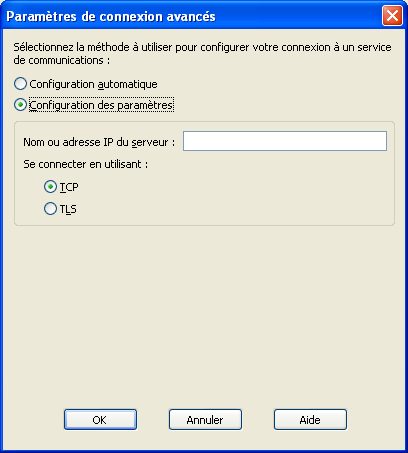 Paramètres de connexion avancés
Sélectionnez la méthode à utiliser pour configurer votre connexion à un service
de communications :
Configuration automatique
Configuration des paramètres
Nom ou adresse IP du serveur :
Se connecter en utilisant :
TCP
TLS
OK
Annuler
Aide